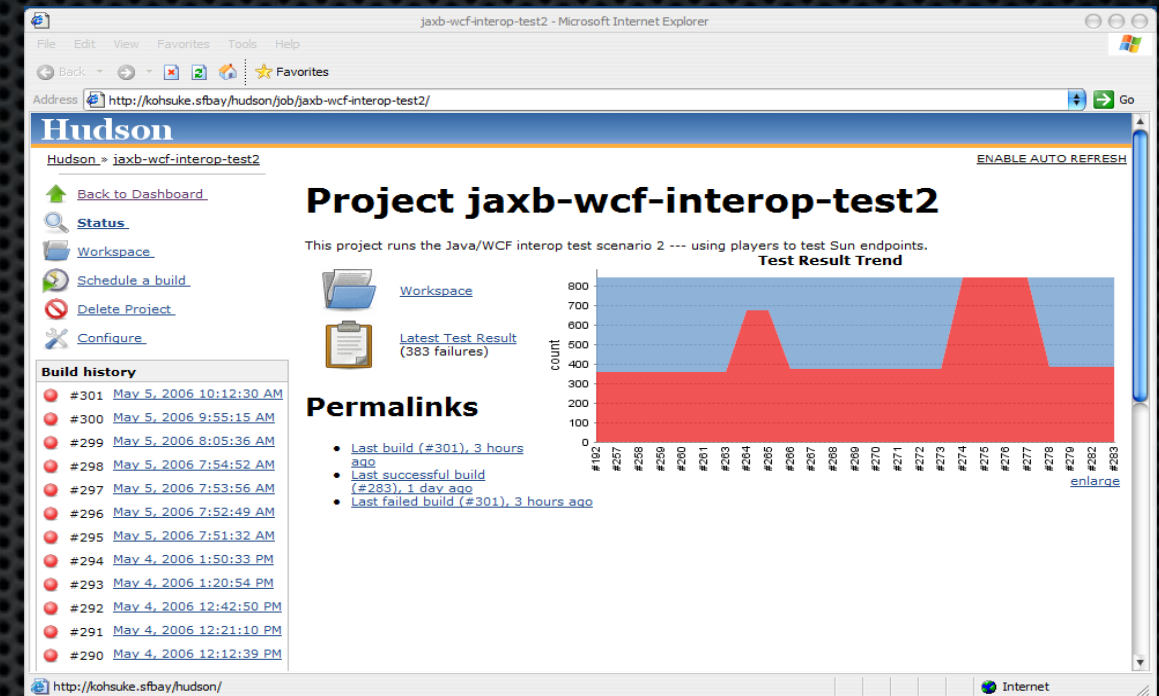 jaxb-wcf-interop-test2 - Microsoft Internet Explorer
File Edit View Favorites Tools Help
Back Favorites
Address http://kohsuke.sfbay/hudson/job/jaxb-wcf-interop-test2/ Go
Hudson
Hudson » jaxb-wcf-interop-test2
ENABLE AUTO REFRESH
Back to Dashboard
Status
Workspace
Schedule a build
Delete Project
Configure
Build history
#301 May 5, 2006 10:12:30 AM
#300 May 5, 2006 9:55:15 AM
#299 May 5, 2006 8:05:36 AM
#298 May 5, 2006 7:54:52 AM
#297 May 5, 2006 7:53:56 AM
#296 May 5, 2006 7:52:49 AM
#295 May 5, 2006 7:51:32 AM
#294 May 4, 2006 1:50:33 PM
#293 May 4, 2006 1:20:54 PM
#292 May 4, 2006 12:42:50 PM
#291 May 4, 2006 12:21:10 PM
#290 May 4, 2006 12:12:39 PM
Project jaxb-wcf-interop-test2
This project runs the Java/WCF interop test scenario 2 --- using players to test Sun endpoints.
Workspace
Latest Test Result
(383 failures)
Permalinks
Last build (#301), 3 hours
ago
Last successful build
(#283), 1 day ago
Last failed build (#301), 3 hours ago
Test Result Trend
count
800
700
600
500
400
300
200
100
0
#192
#257
#258
#259
#260
#261
#263
#264
#265
#266
#267
#268
#269
#270
#271
#272
#273
#274
#275
#276
#277
#278
#279
#282
#283
enlarge
http://kohsuke.sfbay/hudson/
Internet